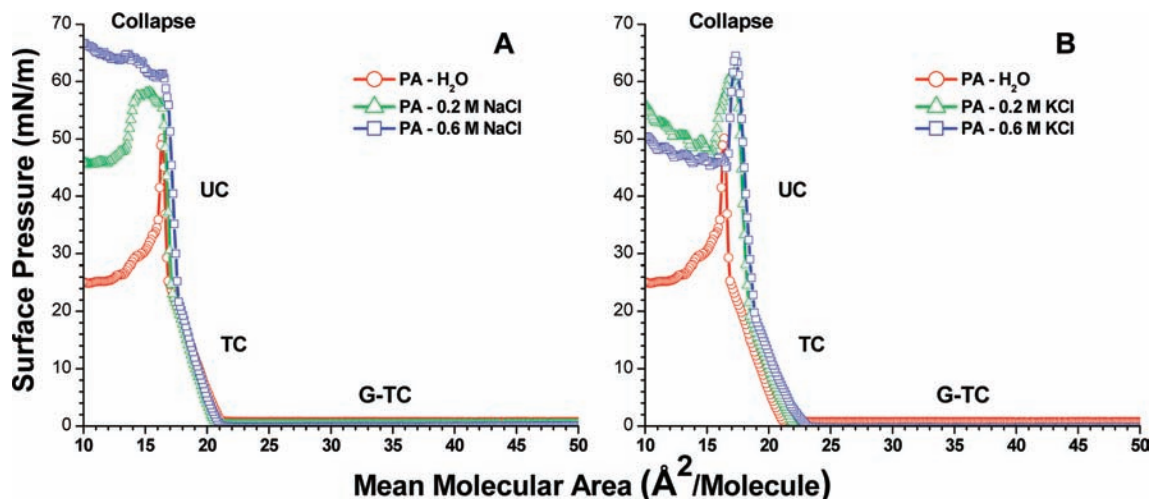 Collapse
A
PA - H₂O
PA - 0.2 M NaCl
PA - 0.6 M NaCl
UC
TC
G-TC
70
60
50
40
30
20
10
0
10 15 20 25 30 35 40 45 50
Collapse
B
PA - H₂O
PA - 0.2 M KCl
PA - 0.6 M KCl
UC
TC
G-TC
70
60
50
40
30
20
10
0
10 15 20 25 30 35 40 45 50
Surface Pressure (mN/m)
Mean Molecular Area (Å²/Molecule)